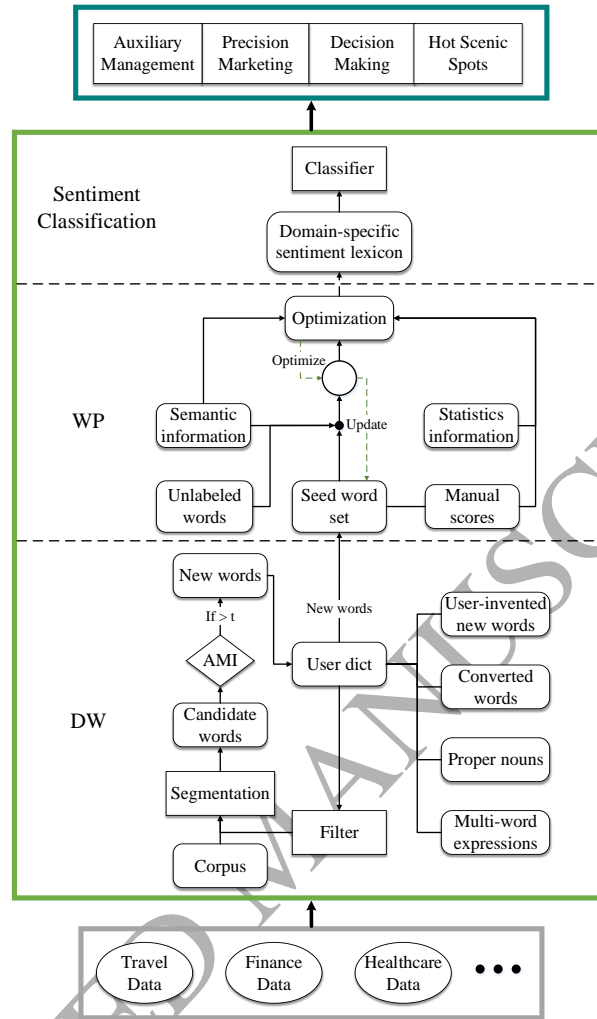 Auxiliary
Management
Precision
Marketing
Decision
Making
Hot Scenic
Spots
Classifier
Sentiment
Classification
Domain-specific
sentiment lexicon
Optimization
Optimize
WP
Semantic
information
Update
Statistics
information
Unlabeled
words
Seed word
set
Manual
scores
New words
New words
User-invented
new words
If > t
AMI
User dict
Converted
words
DW
Candidate
words
Proper nouns
Segmentation
Filter
Multi-word
expressions
Corpus
Travel
Data
Finance
Data
Healthcare
Data
ED MANUSC